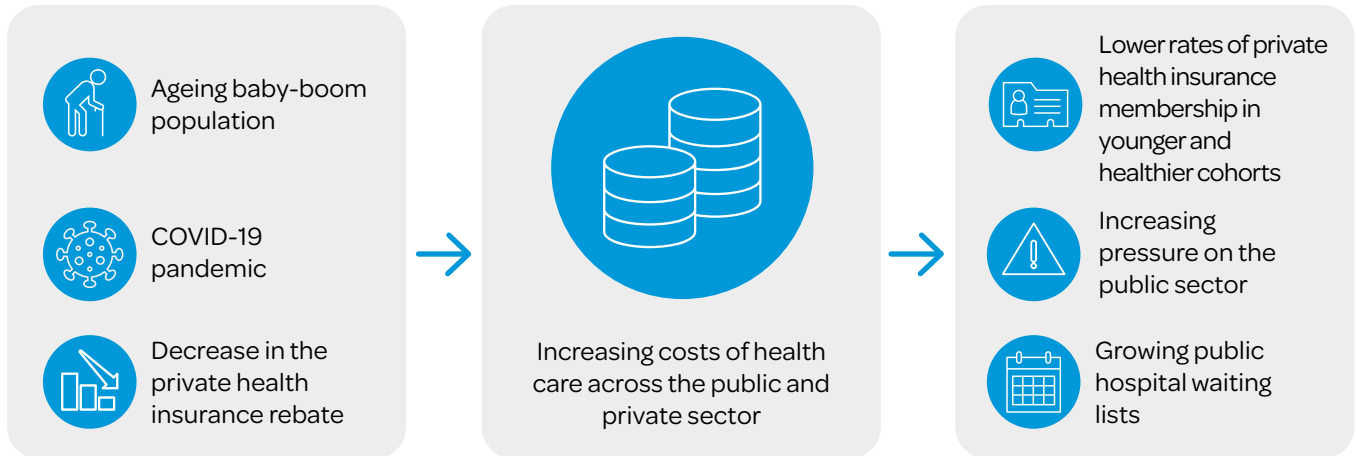 Ageing baby-boom
population
COVID-19
pandemic
Decrease in the
private health
insurance rebate
Increasing costs of health
care across the public and
private sector
Lower rates of private
health insurance
membership in
younger and
healthier cohorts
Increasing
pressure on the
public sector
Growing public
hospital waiting
lists